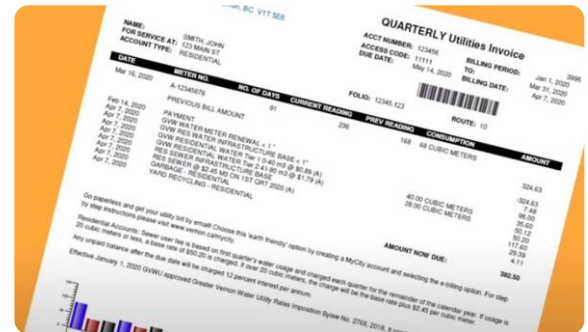 BC V1T 5E6
QUARTERLY Utilities Invoice
NAME: SMITH, JOHN
FOR SERVICE AT: 123 MAIN ST
ACCOUNT TYPE: RESIDENTIAL
ACCT NUMBER: 123456
ACCESS CODE: 11111
DUE DATE: May 14, 2020
BILLING PERIOD: Jan 1, 2020
TO: Mar 31, 2020
BILLING DATE: Apr 7, 2020
3995
FOLIO: 12345.123
ROUTE: 10
DATE METER NO. NO. OF DAYS CURRENT READING PREV READING CONSUMPTION AMOUNT
Mar 16, 2020 A-12345678 91 236 168 68 CUBIC METERS
PREVIOUS BILL AMOUNT 324.63
Feb 14, 2020 PAYMENT -324.63
Apr 7, 2020 GVW WATER METER RENEWAL < 1" 7.48
Apr 7, 2020 GVW RES WATER INFRASTRUCTURE BASE < 1" 98.00
Apr 7, 2020 GVW RESIDENTIAL WATER Tier 1 0-40 m3 @ $0.89 (A) 40.00 CUBIC METERS 35.60
Apr 7, 2020 GVW RESIDENTIAL WATER Tier 2 41-80 m3 @ $1.79 (A) 28.00 CUBIC METERS 50.12
Apr 7, 2020 RES SEWER INFRASTRUCTURE BASE 50.20
Apr 7, 2020 RES SEWER @ $2.45 M3 ON 1ST QRT 2020 (A) 117.60
Apr 7, 2020 GARBAGE - RESIDENTIAL 29.39
Apr 7, 2020 YARD RECYCLING - RESIDENTIAL 4.11
AMOUNT NOW DUE: 392.50
Go paperless and get your utility bill by email! Choose this 'earth friendly' option by creating a MyCity account and selecting the e-billing option. For step
by step instructions please visit www.vernon.ca/mycity.
Residential Accounts: Sewer user fee is based on first quarter's water usage and charged each quarter for the remainder of the calendar year. If usage is
20 cubic meters or less, a base rate of $50.20 is charged. If over 20 cubic meters, the charge will be the base rate plus $2.45 per cubic meter.
Any unpaid balance after the due date will be charged 12 percent interest per annum.
Effective January 1, 2020 GVWU approved Greater Vernon Water Utility Rates Imposition Bylaw No. 2768, 2018.